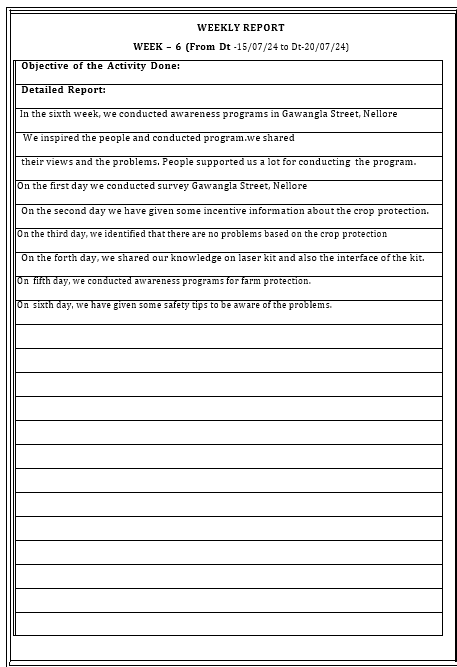 WEEKLY REPORT
WEEK – 6 (From Dt -15/07/24 to Dt-20/07/24)
Objective of the Activity Done:
Detailed Report:
In the sixth week, we conducted awareness programs in Gawangla Street, Nellore
We inspired the people and conducted program.we shared
their views and the problems. People supported us a lot for conducting the program.
On the first day we conducted survey Gawangla Street, Nellore
On the second day we have given some incentive information about the crop protection.
On the third day, we identified that there are no problems based on the crop protection
On the forth day, we shared our knowledge on laser kit and also the interface of the kit.
On fifth day, we conducted awareness programs for farm protection.
On sixth day, we have given some safety tips to be aware of the problems.